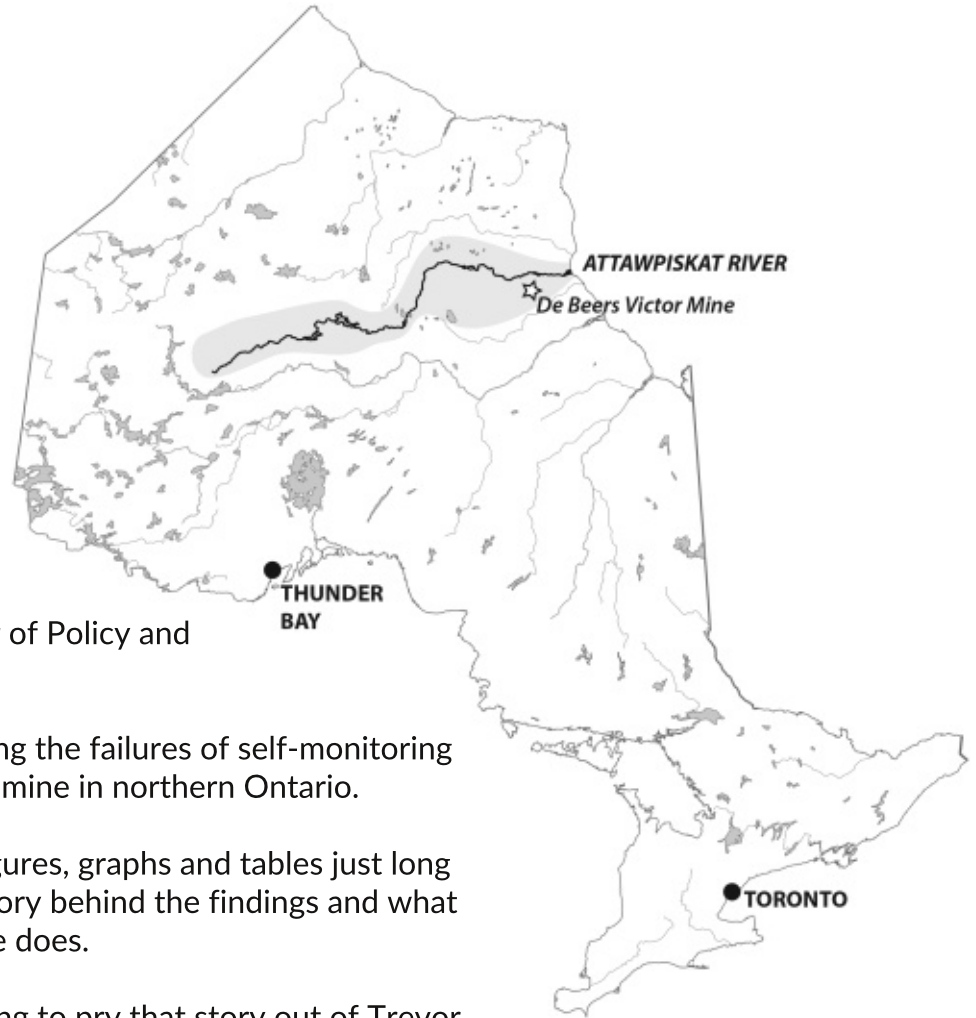 ATTAWPISKAT RIVER
De Beers Victor Mine
THUNDER
BAY
of Policy and
ng the failures of self-monitoring
mine in northern Ontario.
gures, graphs and tables just long
ory behind the findings and what
e does.
TORONTO
ng to pry that story out of Trevor